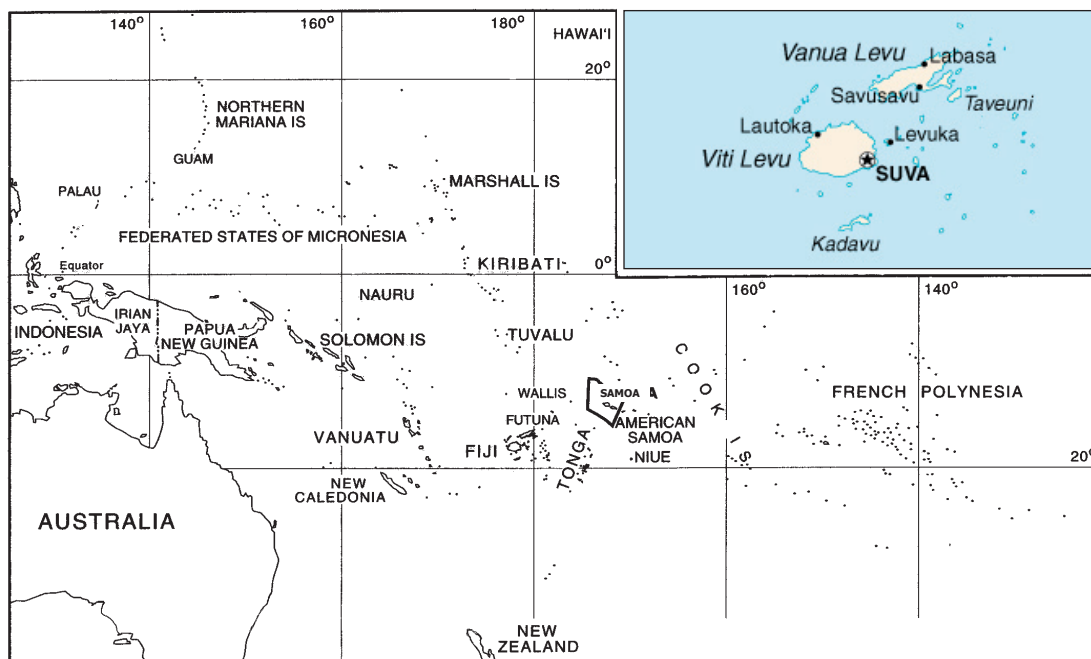 140°
160°
180°
HAWAI'I
20°
NORTHERN
MARIANA IS
GUAM
PALAU
MARSHALL IS
FEDERATED STATES OF MICRONESIA
Equator
KIRIBATI
0°
NAURU
INDONESIA
IRIAN
JAYA
PAPUA
NEW GUINEA
SOLOMON IS
TUVALU
WALLIS
FUTUNA
SAMOA
A
AMERICAN
SAMOA
COOK IS
FRENCH POLYNESIA
VANUATU
FIJI
TONGA
NIUE
20°
NEW
CALEDONIA
AUSTRALIA
NEW
ZEALAND
160°
140°
Vanua Levu
Labasa
Savusavu
Taveuni
Lautoka
Levuka
Viti Levu
SUVA
Kadavu